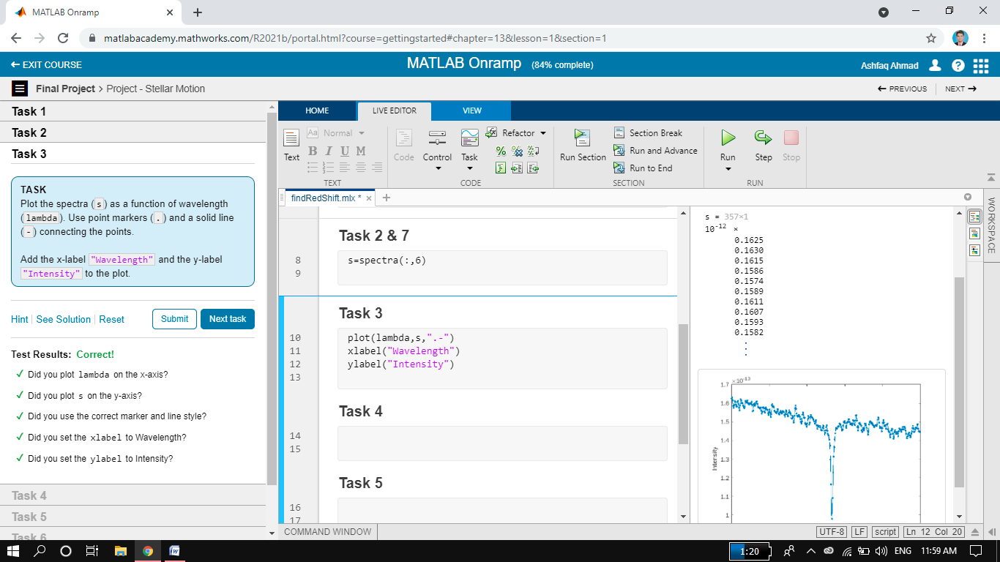 MATLAB Onramp
matlabacademy.mathworks.com/R2021b/portal.html?course=gettingstarted#chapter=13&lesson=1&section=1
← EXIT COURSE
MATLAB Onramp (84% complete)
Ashfaq Ahmad
Final Project > Project - Stellar Motion
← PREVIOUS
NEXT →
Task 1
Task 2
Task 3
TASK
Plot the spectra (s) as a function of wavelength
(lambda). Use point markers (.) and a solid line
(-) connecting the points.
Add the x-label "Wavelength" and the y-label
"Intensity" to the plot.
Hint | See Solution | Reset
Submit
Next task
Test Results: Correct!
✓ Did you plot lambda on the x-axis?
✓ Did you plot s on the y-axis?
✓ Did you use the correct marker and line style?
✓ Did you set the xlabel to Wavelength?
✓ Did you set the ylabel to Intensity?
Task 4
Task 5
Task 6
HOME
LIVE EDITOR
VIEW
Text
Aa Normal
B I U M
TEXT
Code
Control
Task
Refactor
CODE
Run Section
Section Break
Run and Advance
Run to End
SECTION
Run
Step
Stop
RUN
findRedShift.mlx *
Task 2 & 7
8 s=spectra(:,6)
9
Task 3
10 plot(lambda,s,".-")
11 xlabel("Wavelength")
12 ylabel("Intensity")
13
Task 4
14
15
Task 5
16
17
s = 357×1
10-12 ×
0.1625
0.1630
0.1615
0.1586
0.1574
0.1589
0.1611
0.1607
0.1593
0.1582
×10-13
1.7
1.6
1.5
1.4
1.3
1.2
1.1
1
Intensity
WORKSPACE
COMMAND WINDOW
UTF-8
LF
script
Ln 12 Col 20
1:20
ENG
11:59 AM